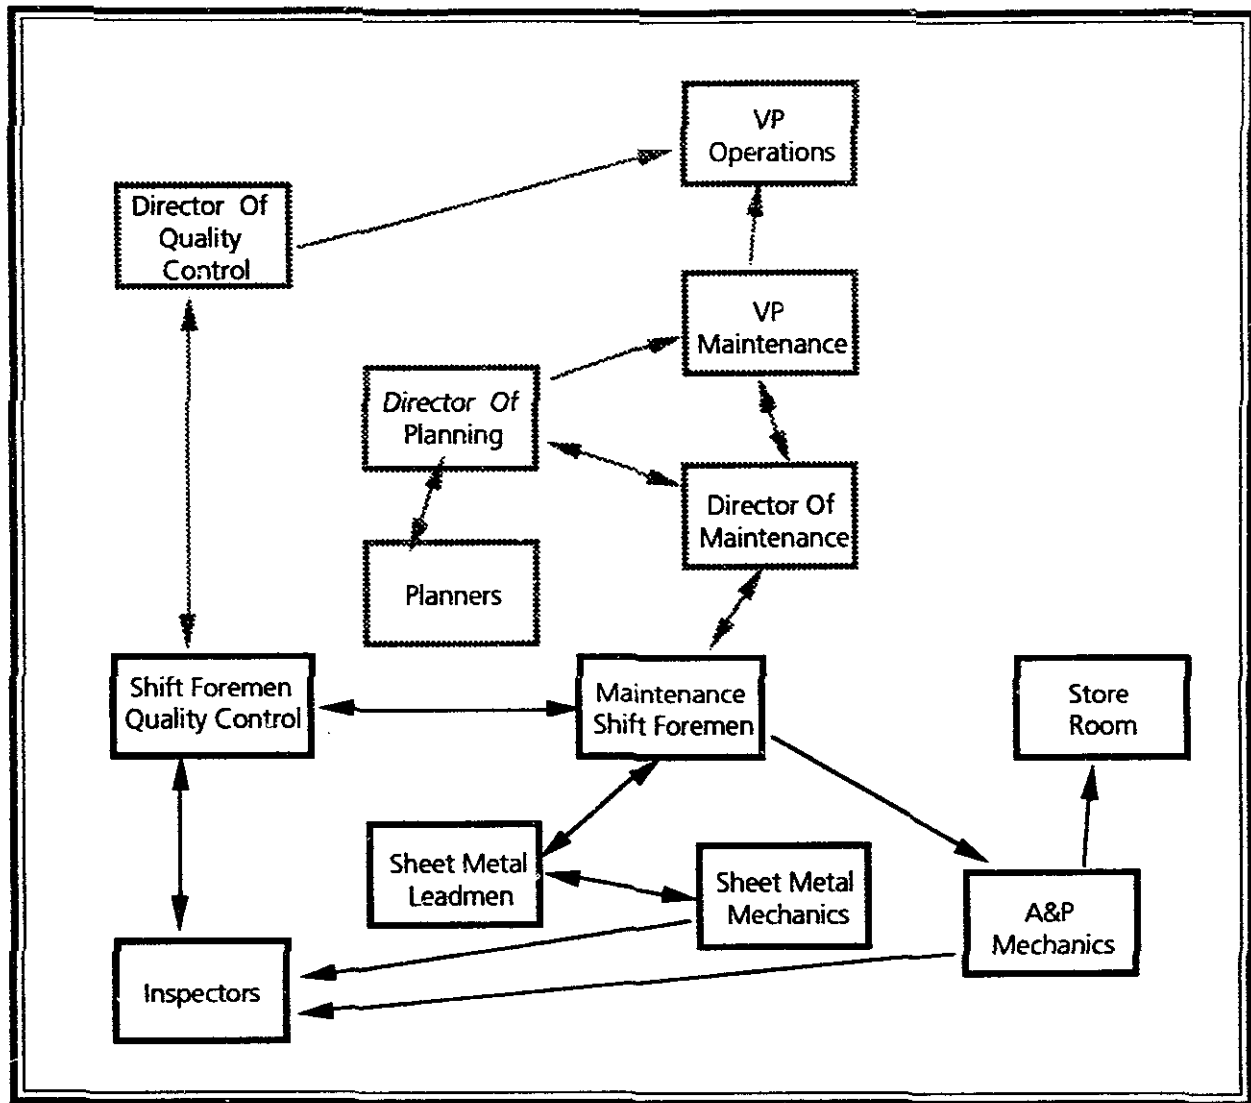 VP
Operations
Director Of
Quality
Control
VP
Maintenance
Director Of
Planning
Director Of
Maintenance
Planners
Shift Foremen
Quality Control
Maintenance
Shift Foremen
Store
Room
Sheet Metal
Leadmen
Sheet Metal
Mechanics
A&P
Mechanics
Inspectors